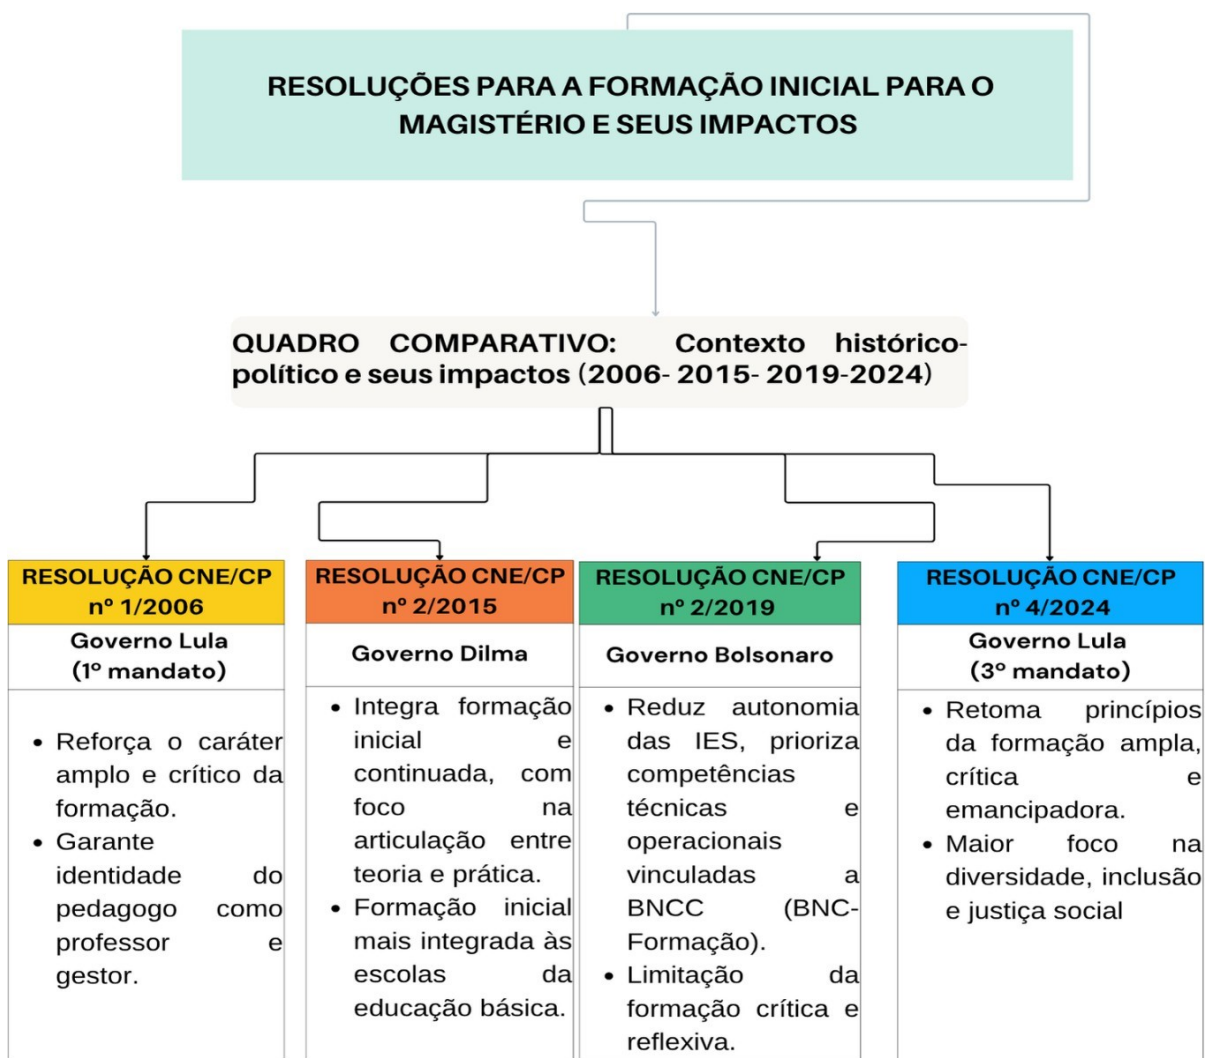 RESOLUÇÕES PARA A FORMAÇÃO INICIAL PARA O
MAGISTÉRIO E SEUS IMPACTOS
QUADRO COMPARATIVO: Contexto histórico-
político e seus impactos (2006- 2015- 2019-2024)
RESOLUÇÃO CNE/CP
nº 1/2006
Governo Lula
(1º mandato)
• Reforça o caráter
amplo e crítico da
formação.
• Garante
identidade do
pedagogo como
professor e
gestor.
RESOLUÇÃO CNE/CP
nº 2/2015
Governo Dilma
• Integra formação
inicial e
continuada, com
foco na
articulação entre
teoria e prática.
• Formação inicial
mais integrada às
escolas da
educação básica.
RESOLUÇÃO CNE/CP
nº 2/2019
Governo Bolsonaro
• Reduz autonomia
das IES, prioriza
competências
técnicas e
operacionais
vinculadas a
BNCC (BNC-
Formação).
• Limitação da
formação crítica e
reflexiva.
RESOLUÇÃO CNE/CP
nº 4/2024
Governo Lula
(3º mandato)
• Retoma princípios
da formação ampla,
crítica e
emancipadora.
• Maior foco na
diversidade, inclusão
e justiça social